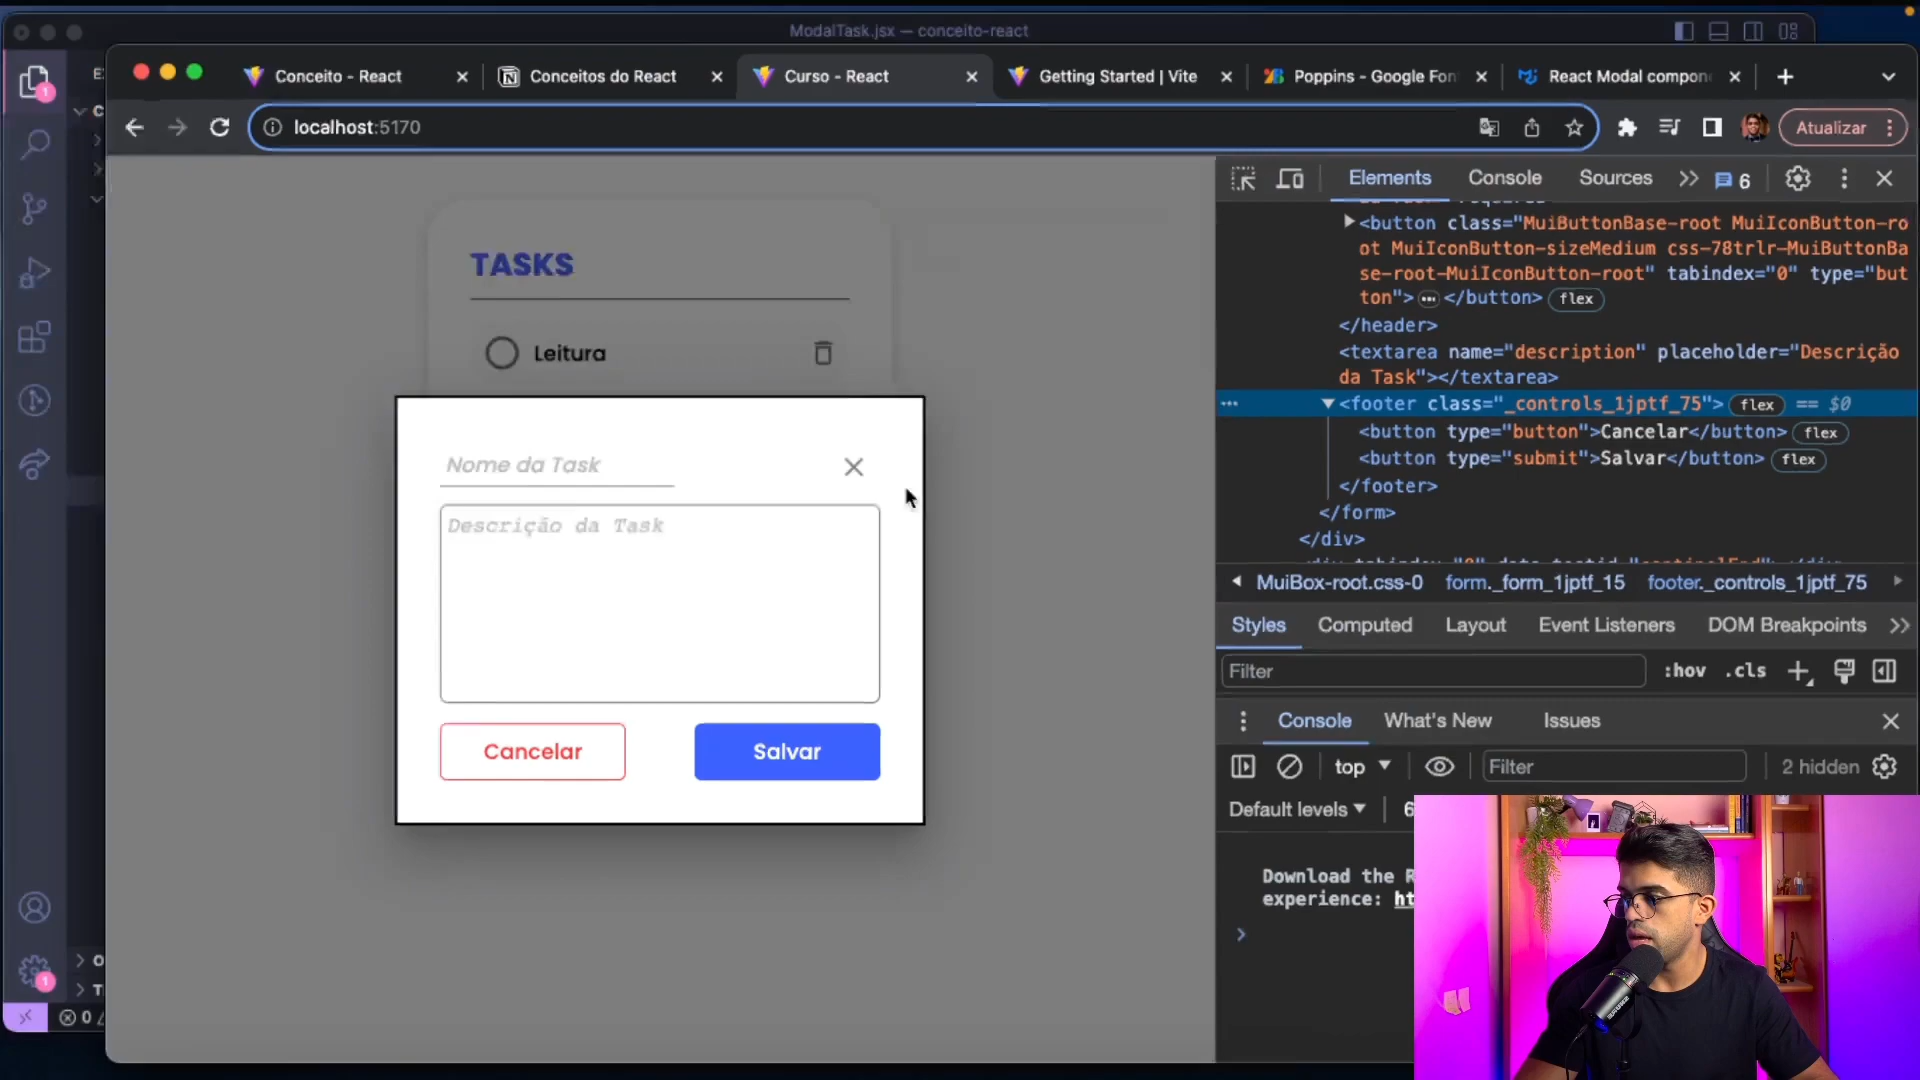 ModalTask.jsx — conceito-react
Conceito - React
Conceitos do React
Curso - React
Getting Started | Vite
Poppins - Google Fon
React Modal compon
localhost:5170
Atualizar
TASKS
Leitura
Nome da Task
Descrição da Task
Cancelar
Salvar
Elements
Console
Sources
6
<button class="MuiButtonBase-root MuiIconButton-ro
ot MuiIconButton-sizeMedium css-78trlr-MuiButtonBa
se-root-MuiIconButton-root" tabindex="0" type="but
ton"> ••• </button> flex
</header>
<textarea name="description" placeholder="Descrição
da Task"></textarea>
<footer class="_controls_1jptf_75"> flex == $0
<button type="button">Cancelar</button> flex
<button type="submit">Salvar</button> flex
</footer>
</form>
</div>
MuiBox-root.css-0 form._form_1jptf_15 footer._controls_1jptf_75
Styles
Computed
Layout
Event Listeners
DOM Breakpoints
Filter
:hov .cls
Console
What's New
Issues
top
Filter
2 hidden
Default levels
6
Download the R
experience: ht
1
1
0